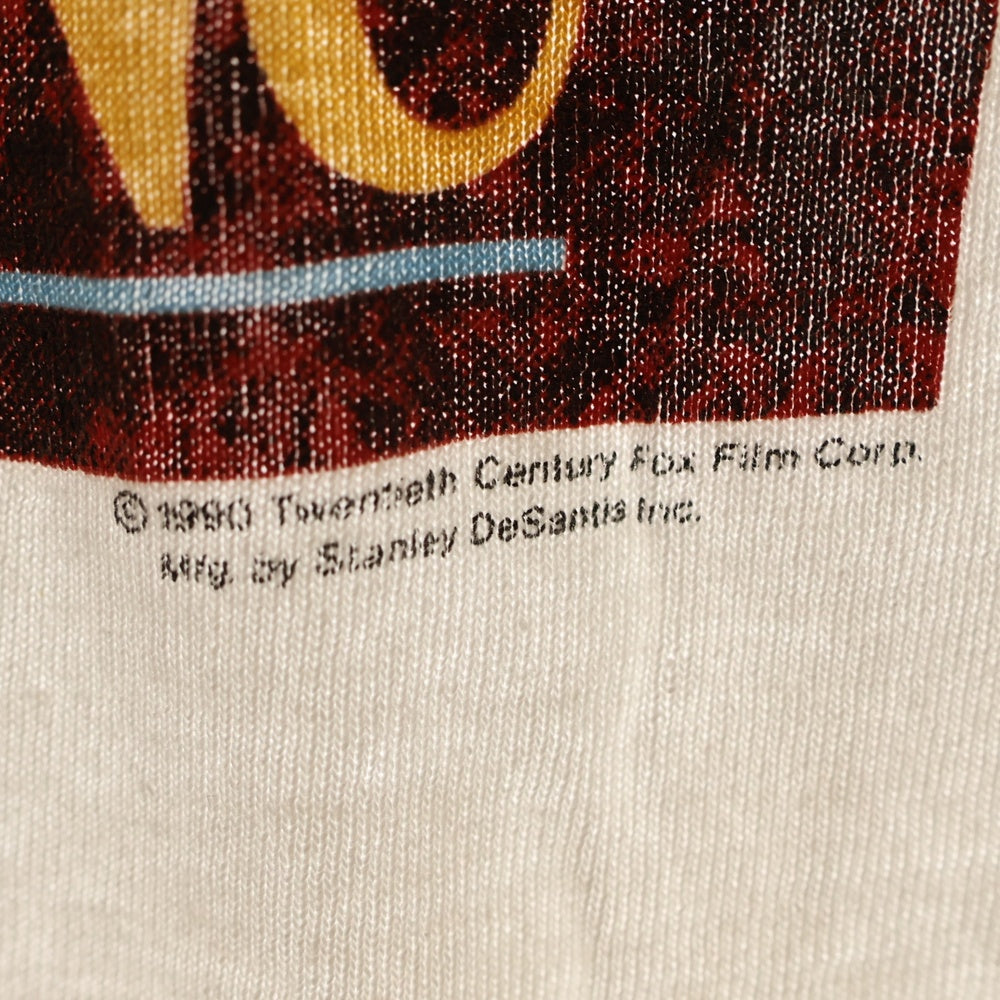 © 1990 Twentieth Century Fox Film Corp.
Mfg. by Stanley DeSantis Inc.